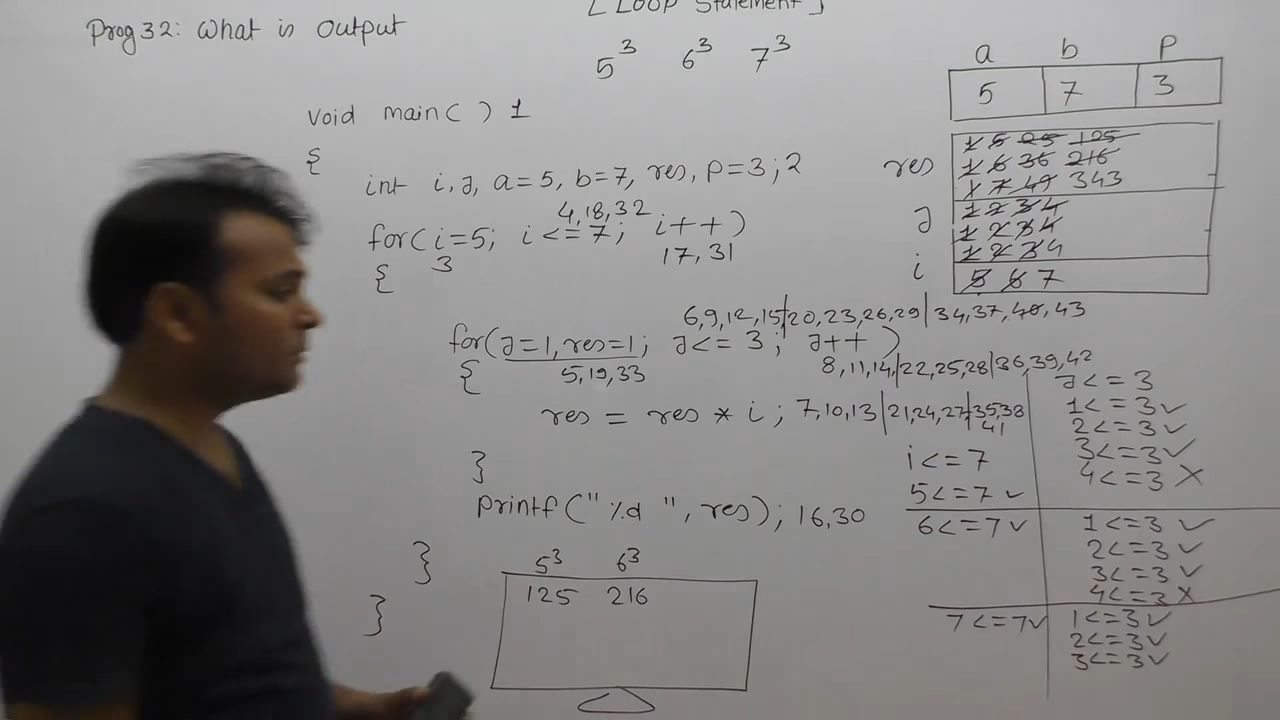 [Loop Statement]
Prog 32: What is Output
5³ 6³ 7³
void main( ) 1
{
int i, J, a=5, b=7, res, P=3; 2
4,18,32
for(i=5; i<=7; i++)
3 17,31
{
6,9,12,15,|20,23,26,29|34,37,40,43
for(J=1, res=1; J<= 3; J++)
5,19,33 8,11,14,|22,25,28|36,39,42
{
res = res * i; 7,10,13|21,24,27|35,38
41
}
printf("%d ", res); 16,30
}
}
5³ 6³
125 216
a b P
5 7 3
res
1 5 25 125
1 6 36 216
1 7 49 343
J
1 2 3 4
1 2 3 4
1 2 3 4
i
5 6 7
i<=7
5<=7 ✓
6<=7 ✓
7<=7 ✓
J<=3
1<=3 ✓
2<=3 ✓
3<=3 ✓
4<=3 X
1<=3 ✓
2<=3 ✓
3<=3 ✓
4<=3 X
1<=3 ✓
2<=3 ✓
3<=3 ✓